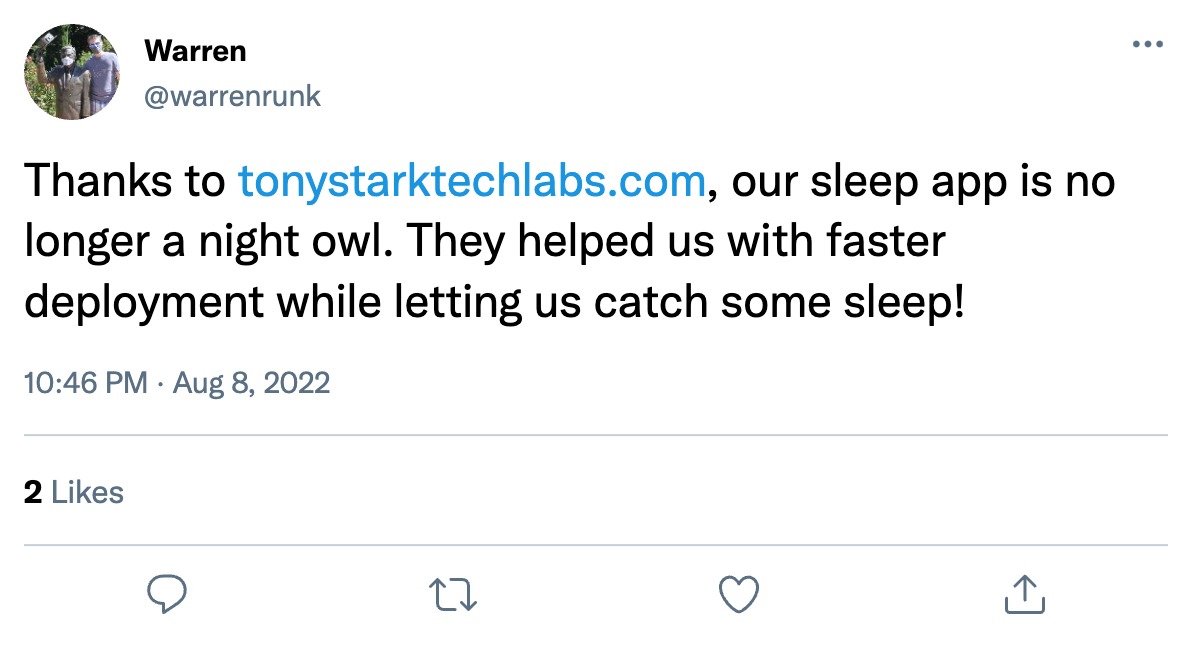 Warren
@warrenrunk
Thanks to tonystarktechlabs.com, our sleep app is no
longer a night owl. They helped us with faster
deployment while letting us catch some sleep!
10:46 PM · Aug 8, 2022
2 Likes